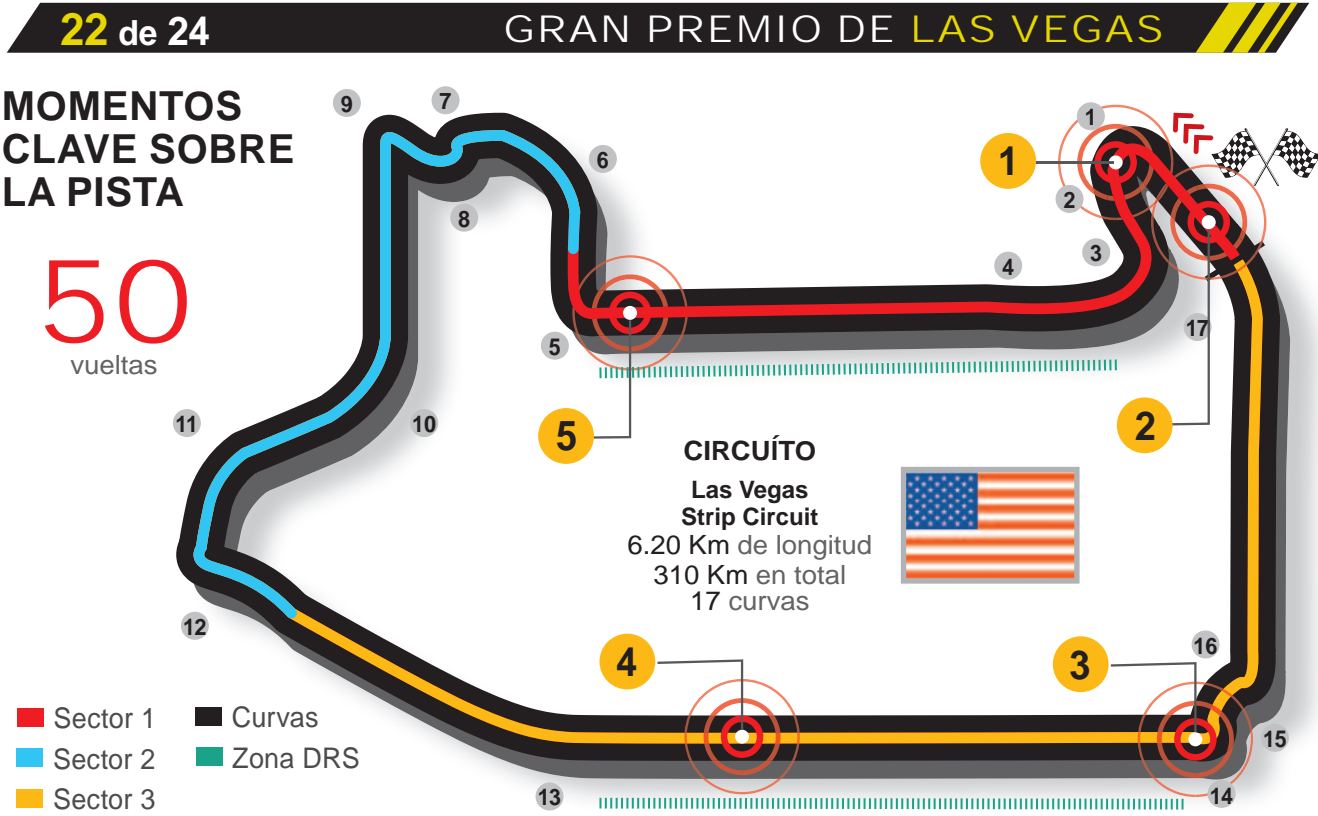 22 de 24
GRAN PREMIO DE LAS VEGAS
MOMENTOS
CLAVE SOBRE
LA PISTA
50
vueltas
9
7
6
8
1
1
2
3
4
17
5
5
2
10
11
12
CIRCUÍTO
Las Vegas
Strip Circuit
6.20 Km de longitud
310 Km en total
17 curvas
4
3
16
15
14
13
Sector 1
Sector 2
Sector 3
Curvas
Zona DRS